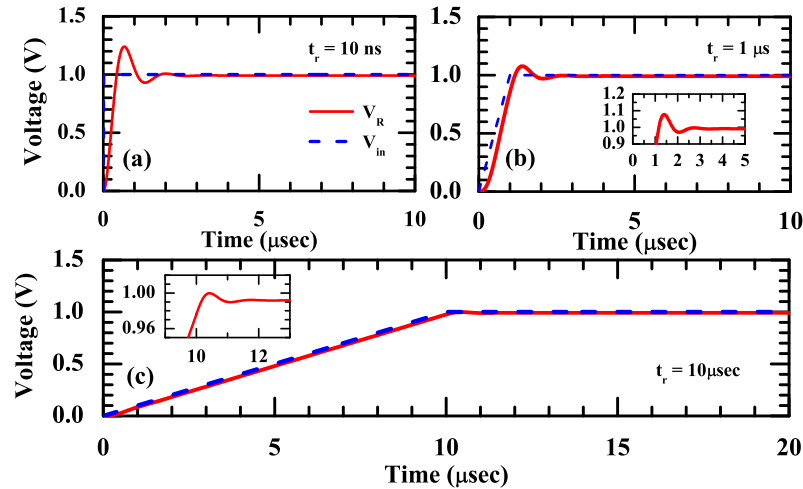 1.5
1.0
0.5
0.0
Voltage (V)
t_r = 10 ns
V_R
V_in
(a)
0 5 10
Time (μsec)
1.5
1.0
0.5
0.0
t_r = 1 μs
1.2
1.1
1.0
0.9
0 1 2 3 4 5
(b)
0 5 10
Time (μsec)
1.5
1.0
0.5
0.0
Voltage (V)
1.00
0.96
10 12
(c)
t_r = 10μsec
0 5 10 15 20
Time (μsec)